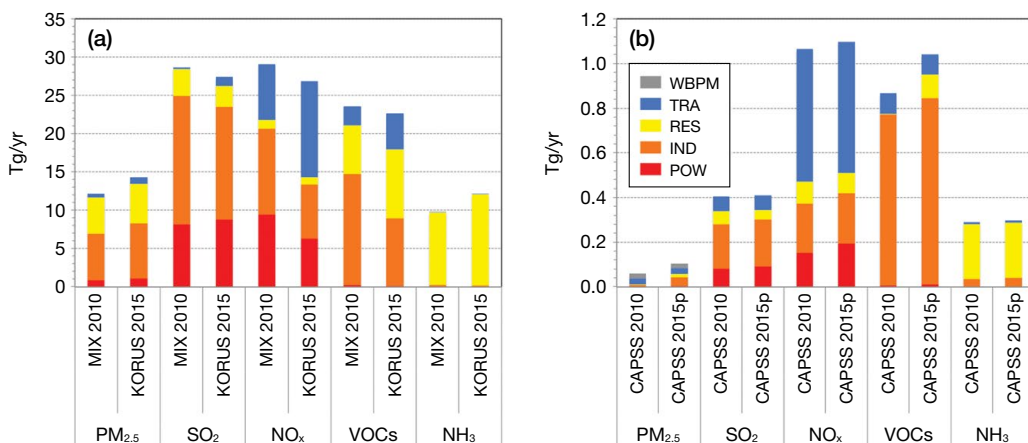 (a)
Tg/yr
35
30
25
20
15
10
5
0
MIX 2010
KORUS 2015
MIX 2010
KORUS 2015
MIX 2010
KORUS 2015
MIX 2010
KORUS 2015
MIX 2010
KORUS 2015
PM2.5
SO2
NOx
VOCs
NH3
(b)
Tg/yr
1.2
1.0
0.8
0.6
0.4
0.2
0.0
WBPM
TRA
RES
IND
POW
CAPSS 2010
CAPSS 2015p
CAPSS 2010
CAPSS 2015p
CAPSS 2010
CAPSS 2015p
CAPSS 2010
CAPSS 2015p
CAPSS 2010
CAPSS 2015p
PM2.5
SO2
NOx
VOCs
NH3